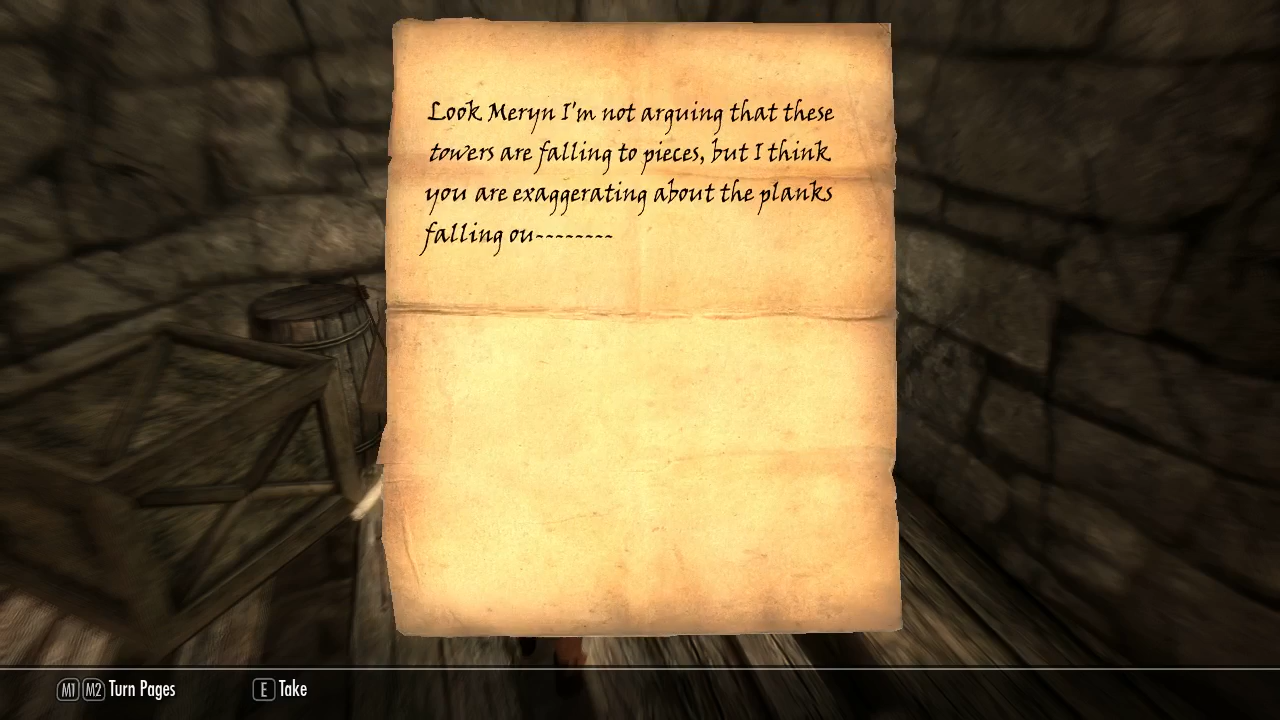 Look Meryn I'm not arguing that these
towers are falling to pieces, but I think
you are exaggerating about the planks
falling ou--------
M1 M2 Turn Pages E Take